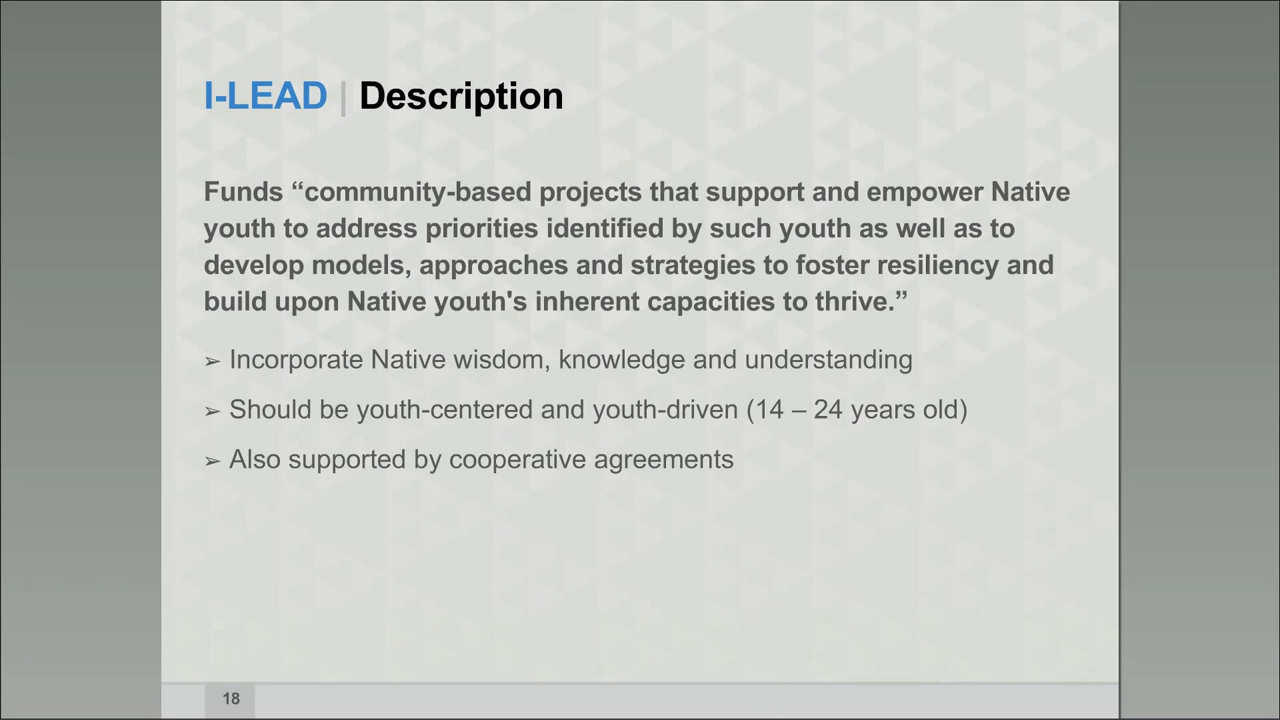 I-LEAD | Description
Funds “community-based projects that support and empower Native
youth to address priorities identified by such youth as well as to
develop models, approaches and strategies to foster resiliency and
build upon Native youth's inherent capacities to thrive.”
➢ Incorporate Native wisdom, knowledge and understanding
➢ Should be youth-centered and youth-driven (14 – 24 years old)
➢ Also supported by cooperative agreements
18